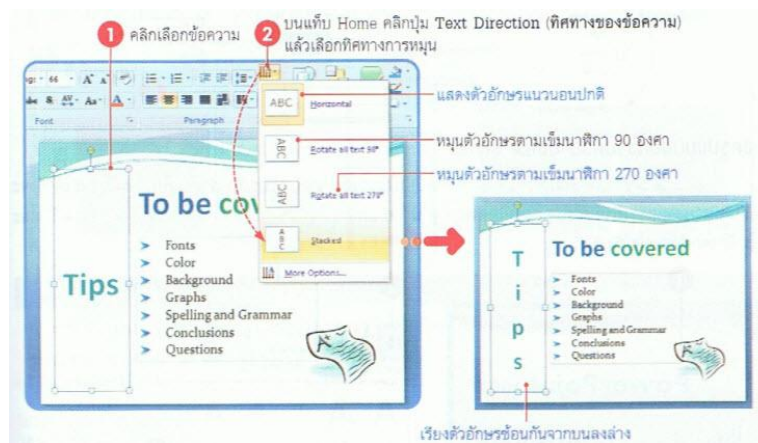 1 คลิกเลือกข้อความ
2 บนแท็บ Home คลิกปุ่ม Text Direction (ทิศทางของข้อความ)
แล้วเลือกทิศทางการหมุน
66
Aa
Font
Paragraph
ABC Horizontal
ABC Rotate all text 90°
ABC Rotate all text 270°
ABC Stacked
More Options...
แสดงตัวอักษรแนวนอนปกติ
หมุนตัวอักษรตามเข็มนาฬิกา 90 องศา
หมุนตัวอักษรตามเข็มนาฬิกา 270 องศา
To be cov
Tips
Fonts
Color
Background
Graphs
Spelling and Grammar
Conclusions
Questions
A+
T
i
p
s
To be covered
Fonts
Color
Background
Graphs
Spelling and Grammar
Conclusions
Questions
A+
เรียงตัวอักษรซ้อนกันจากบนลงล่าง